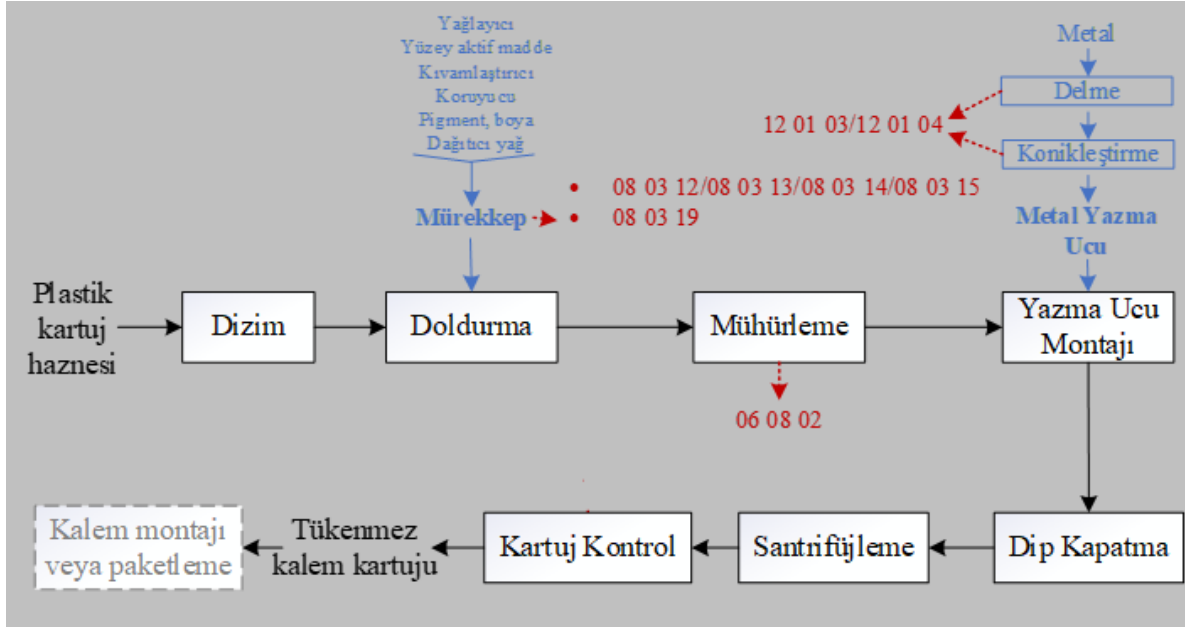 Yağlayıcı
Yüzey aktif madde
Kıvamlaştırıcı
Koruyucu
Pigment, boya
Dağıtıcı yağ
Mürekkep
• 08 03 12/08 03 13/08 03 14/08 03 15
• 08 03 19
Metal
Delme
12 01 03/12 01 04
Konikleştirme
Metal Yazma
Ucu
Plastik
kartuj
haznesi
Dizim
Doldurma
Mühürleme
Yazma Ucu
Montajı
06 08 02
Dip Kapatma
Santrifüjleme
Kartuj Kontrol
Tükenmez
kalem kartuju
Kalem montajı
veya paketleme